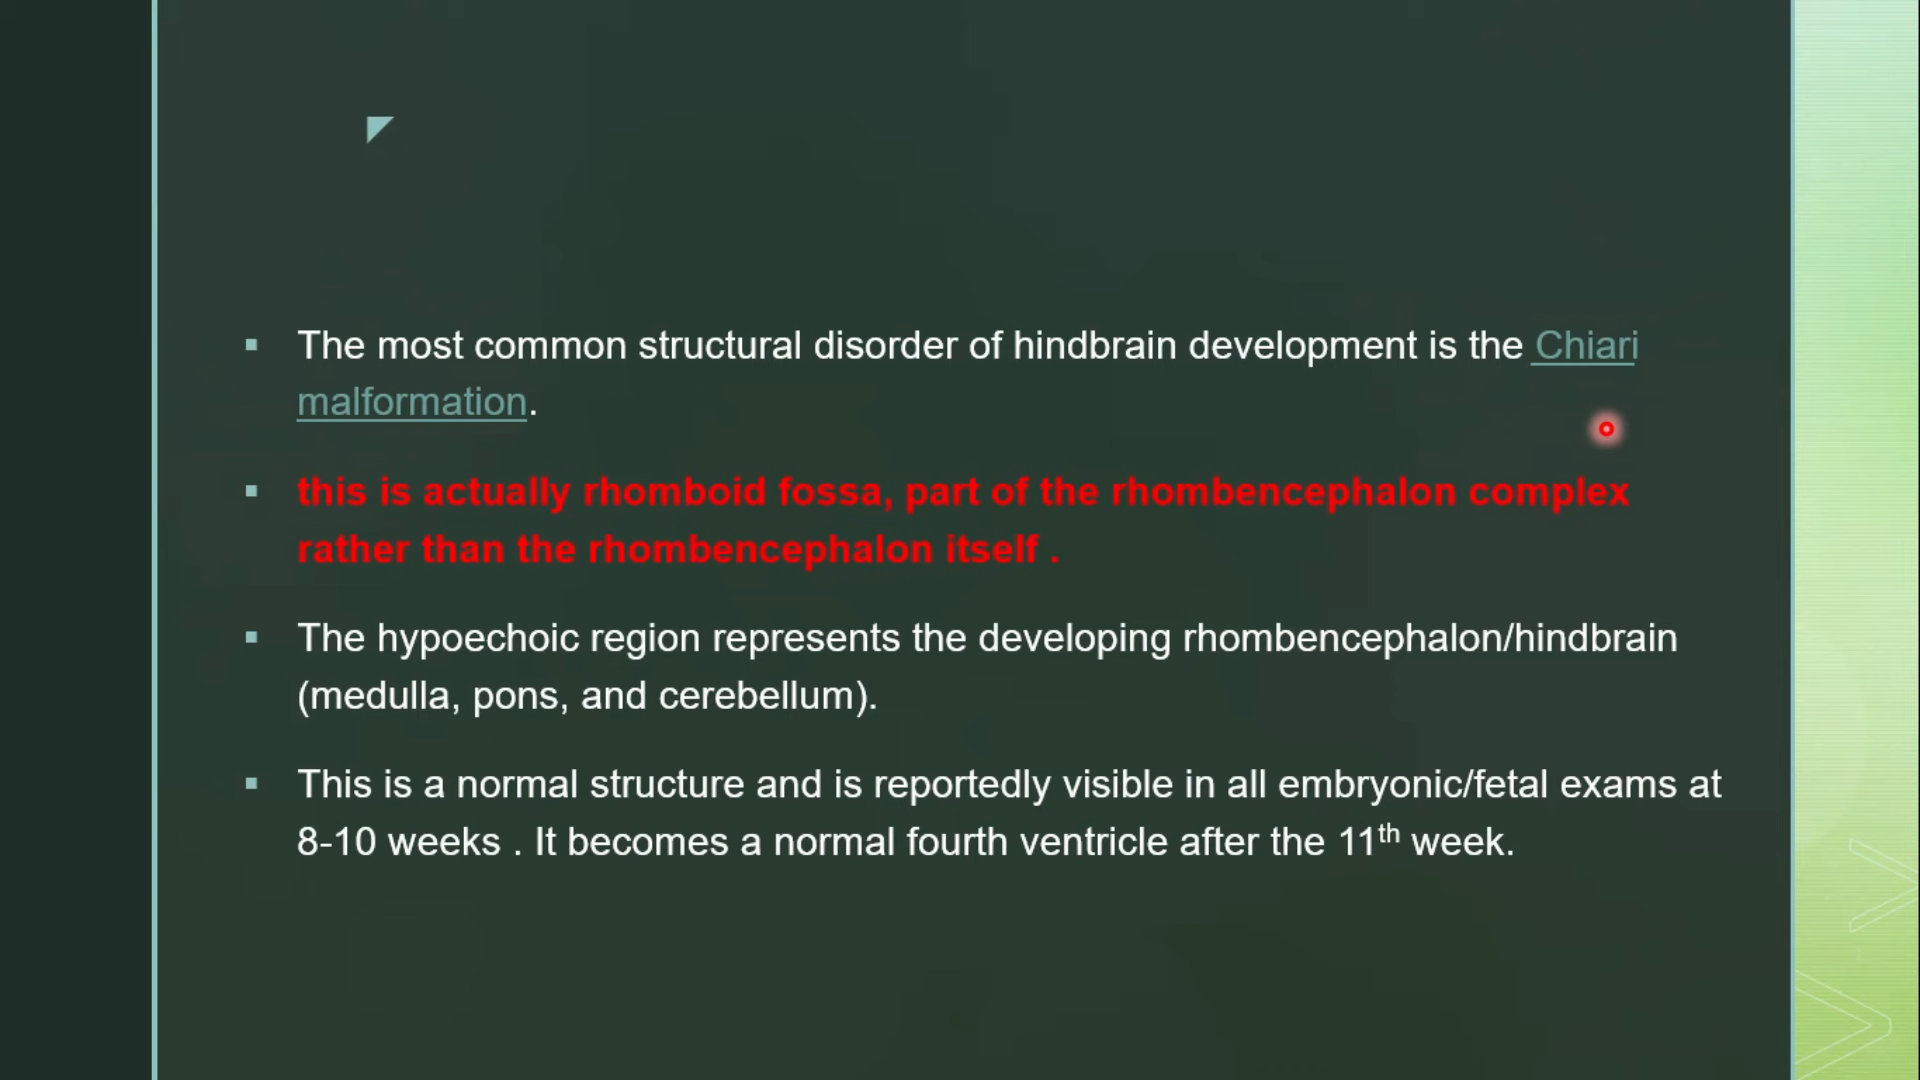 The most common structural disorder of hindbrain development is the Chiari
malformation.
this is actually rhomboid fossa, part of the rhombencephalon complex
rather than the rhombencephalon itself .
The hypoechoic region represents the developing rhombencephalon/hindbrain
(medulla, pons, and cerebellum).
This is a normal structure and is reportedly visible in all embryonic/fetal exams at
8-10 weeks . It becomes a normal fourth ventricle after the 11th week.